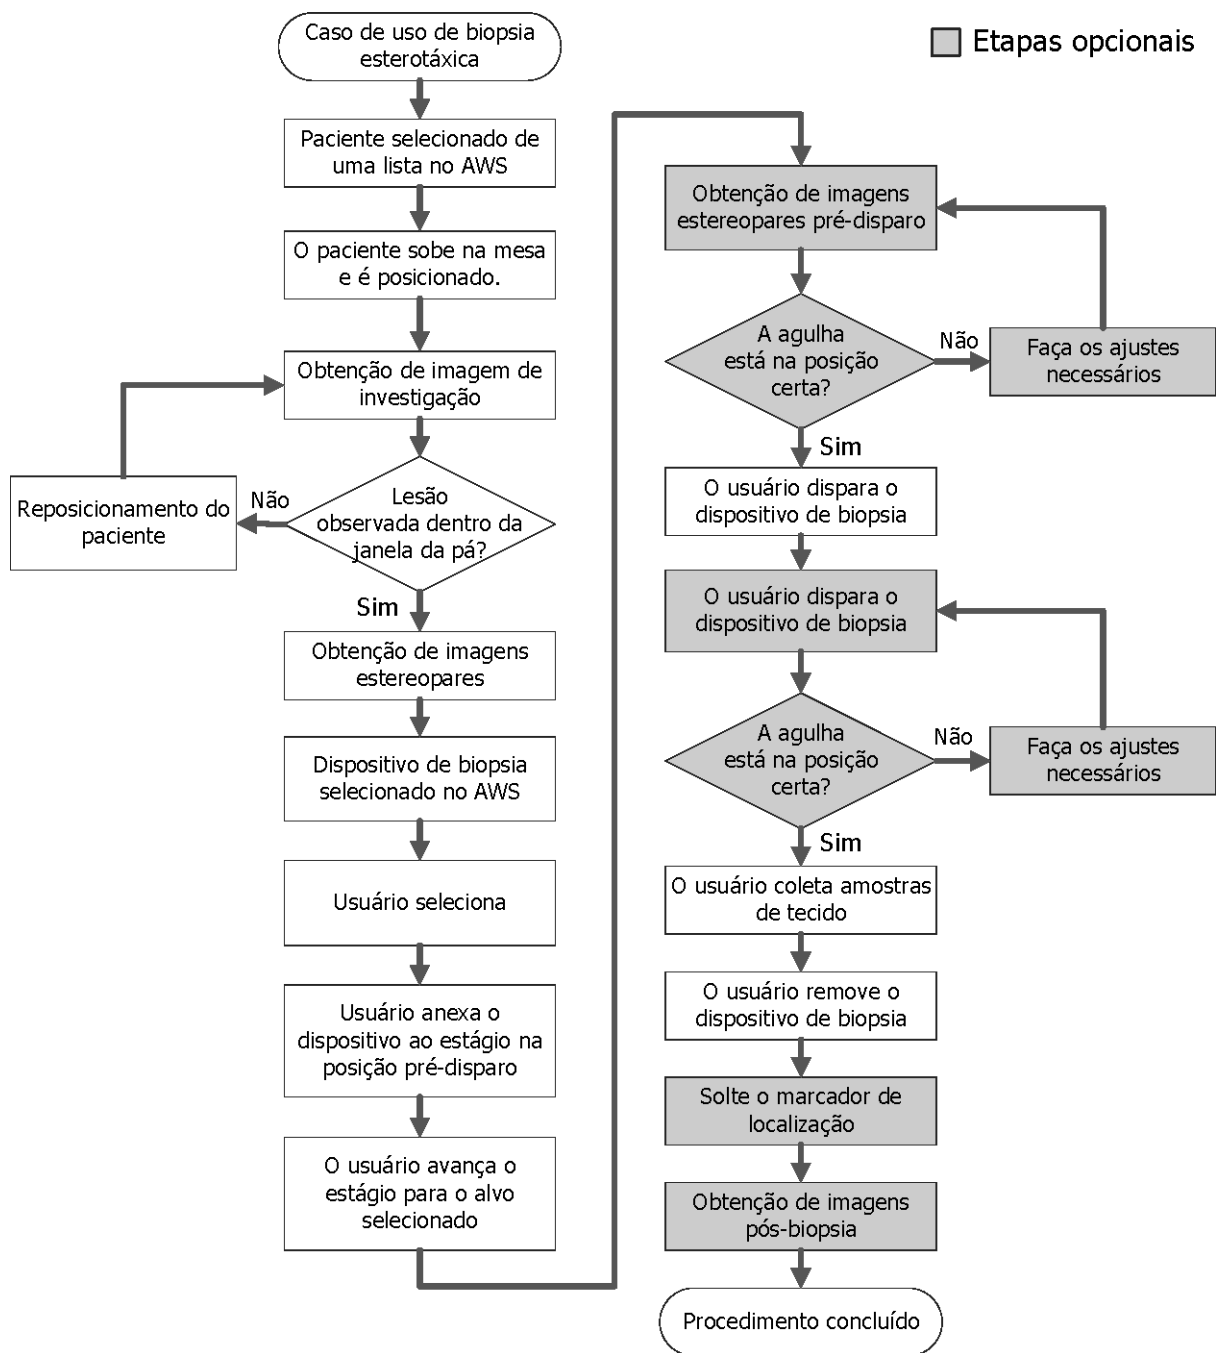 Caso de uso de biopsia
esterotáxica
Etapas opcionais
Paciente selecionado de
uma lista no AWS
O paciente sobe na mesa
e é posicionado.
Obtenção de imagem de
investigação
Lesão
observada dentro da
janela da pá?
Não
Reposicionamento do
paciente
Sim
Obtenção de imagens
estereopares
Dispositivo de biopsia
selecionado no AWS
Usuário seleciona
Usuário anexa o
dispositivo ao estágio na
posição pré-disparo
O usuário avança o
estágio para o alvo
selecionado
Obtenção de imagens
estereopares pré-disparo
A agulha
está na posição
certa?
Não
Faça os ajustes
necessários
Sim
O usuário dispara o
dispositivo de biopsia
O usuário dispara o
dispositivo de biopsia
A agulha
está na posição
certa?
Não
Faça os ajustes
necessários
Sim
O usuário coleta amostras
de tecido
O usuário remove o
dispositivo de biopsia
Solte o marcador de
localização
Obtenção de imagens
pós-biopsia
Procedimento concluído